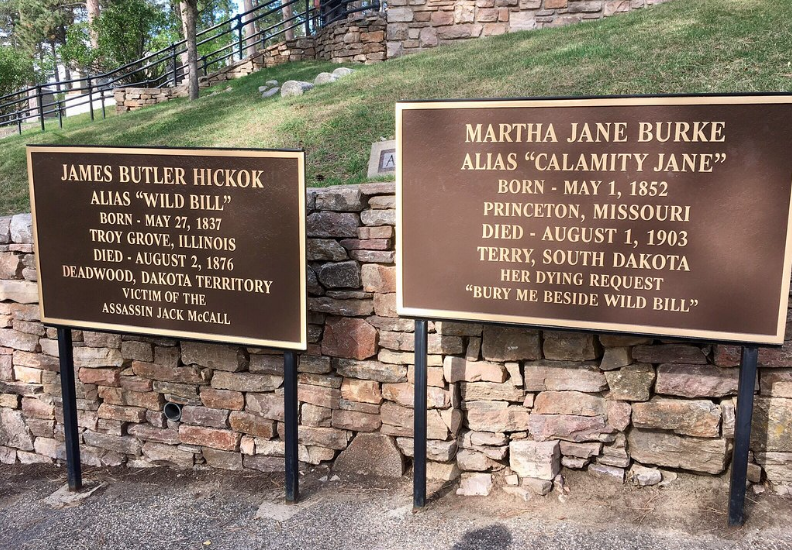 JAMES BUTLER HICKOK
ALIAS "WILD BILL"
BORN - MAY 27, 1837
TROY GROVE, ILLINOIS
DIED - AUGUST 2, 1876
DEADWOOD, DAKOTA TERRITORY
VICTIM OF THE
ASSASSIN JACK McCALL
MARTHA JANE BURKE
ALIAS "CALAMITY JANE"
BORN - MAY 1, 1852
PRINCETON, MISSOURI
DIED - AUGUST 1, 1903
TERRY, SOUTH DAKOTA
HER DYING REQUEST
"BURY ME BESIDE WILD BILL"